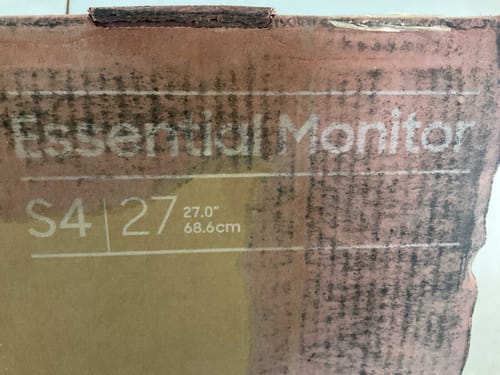 Essential Monitor
S4 27 27.0"
68.6cm